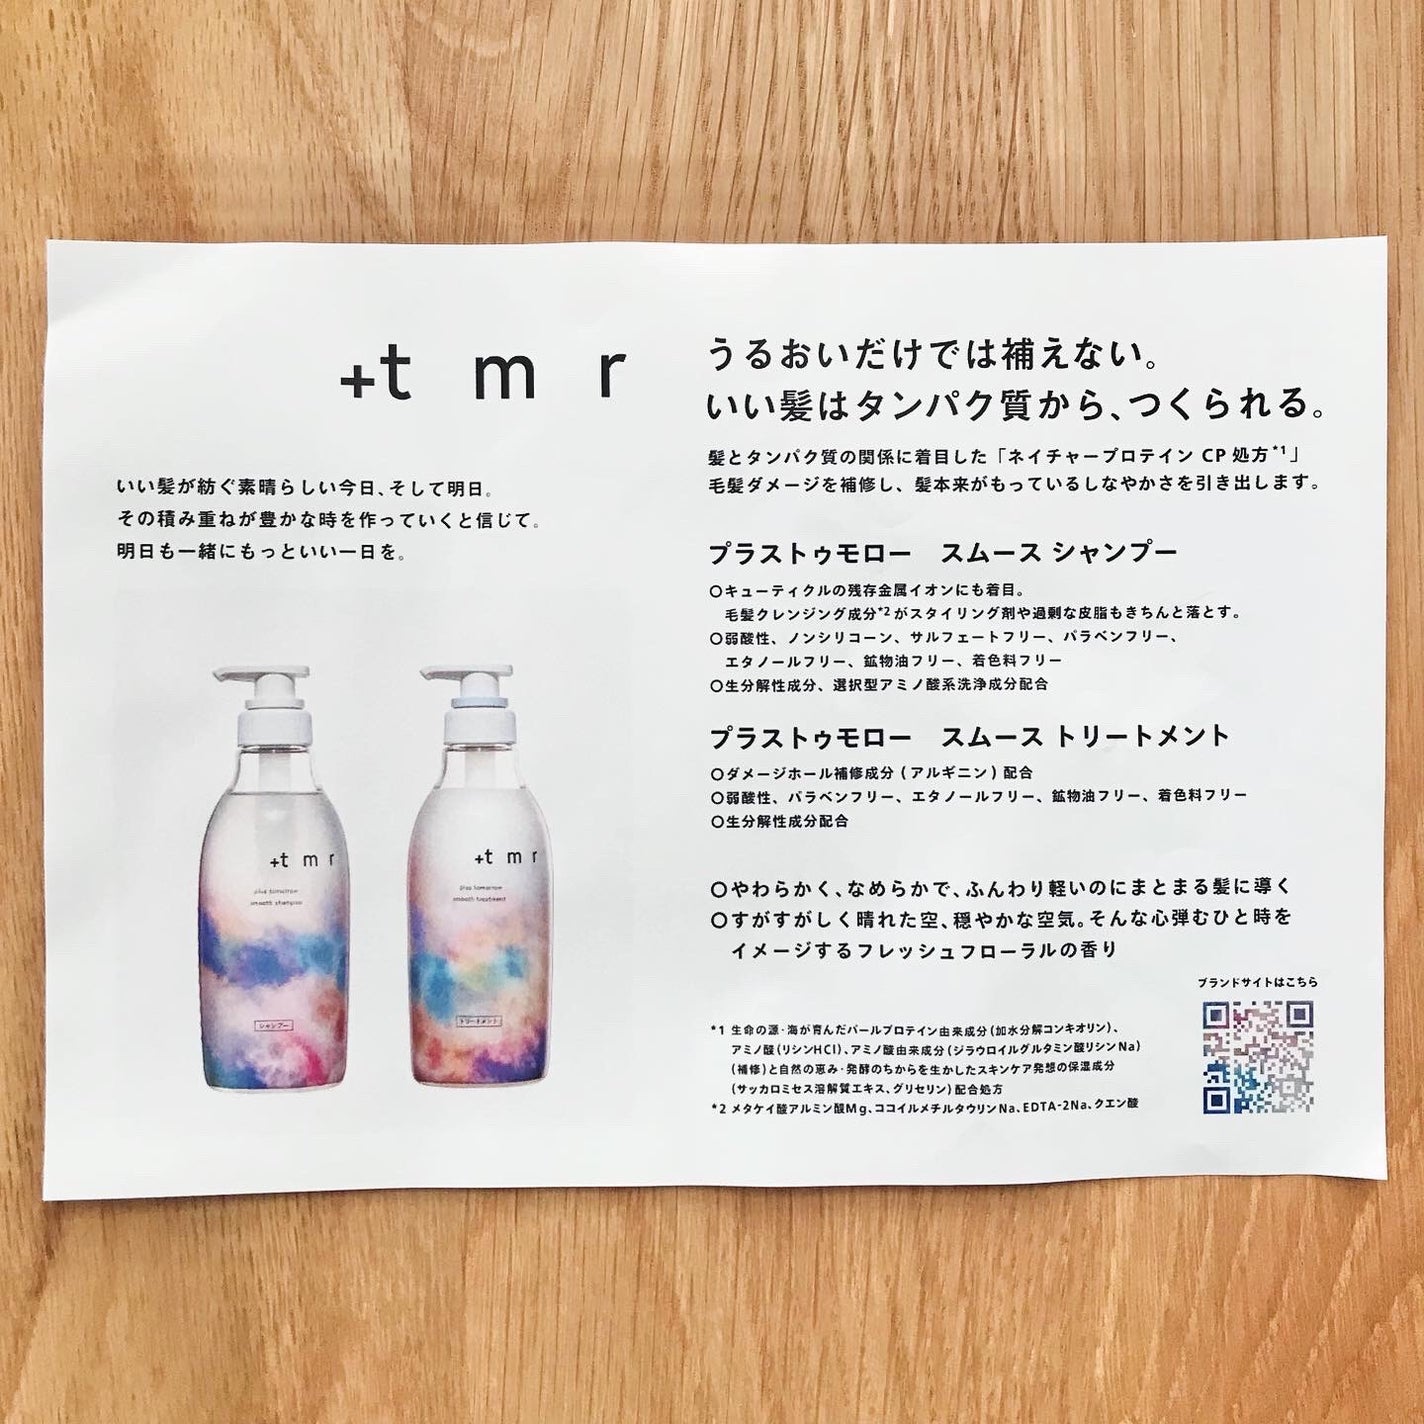 +t m r
いい髪が紡ぐ素晴らしい今日、そして明日。
その積み重ねが豊かな時を作っていくと信じて。
明日も一緒にもっといい一日を。
+t m r
plus tomorrow
smooth shampoo
シャンプー
+t m r
plus tomorrow
smooth treatment
トリートメント
うるおいだけでは補えない。
いい髪はタンパク質から、つくられる。
髪とタンパク質の関係に着目した「ネイチャープロテイン CP 処方*1」
毛髪ダメージを補修し、髪本来がもっているしなやかさを引き出します。
プラストゥモロー　スムース シャンプー
○キューティクルの残存金属イオンにも着目。
毛髪クレンジング成分*2がスタイリング剤や過剰な皮脂もきちんと落とす。
○弱酸性、ノンシリコーン、サルフェートフリー、パラベンフリー、
エタノールフリー、鉱物油フリー、着色料フリー
○生分解性成分、選択型アミノ酸系洗浄成分配合
プラストゥモロー　スムース トリートメント
○ダメージホール補修成分(アルギニン)配合
○弱酸性、パラベンフリー、エタノールフリー、鉱物油フリー、着色料フリー
○生分解性成分配合
○やわらかく、なめらかで、ふんわり軽いのにまとまる髪に導く
○すがすがしく晴れた空、穏やかな空気。そんな心弾むひと時を
イメージするフレッシュフローラルの香り
ブランドサイトはこちら
*1 生命の源・海が育んだパールプロテイン由来成分(加水分解コンキオリン)、
アミノ酸(リシンHCl)、アミノ酸由来成分(ジラウロイルグルタミン酸リシンNa)
(補修)と自然の恵み・発酵のちからを生かしたスキンケア発想の保湿成分
(サッカロミセス溶解質エキス、グリセリン)配合処方
*2 メタケイ酸アルミン酸Mg、ココイルメチルタウリンNa、EDTA-2Na、クエン酸